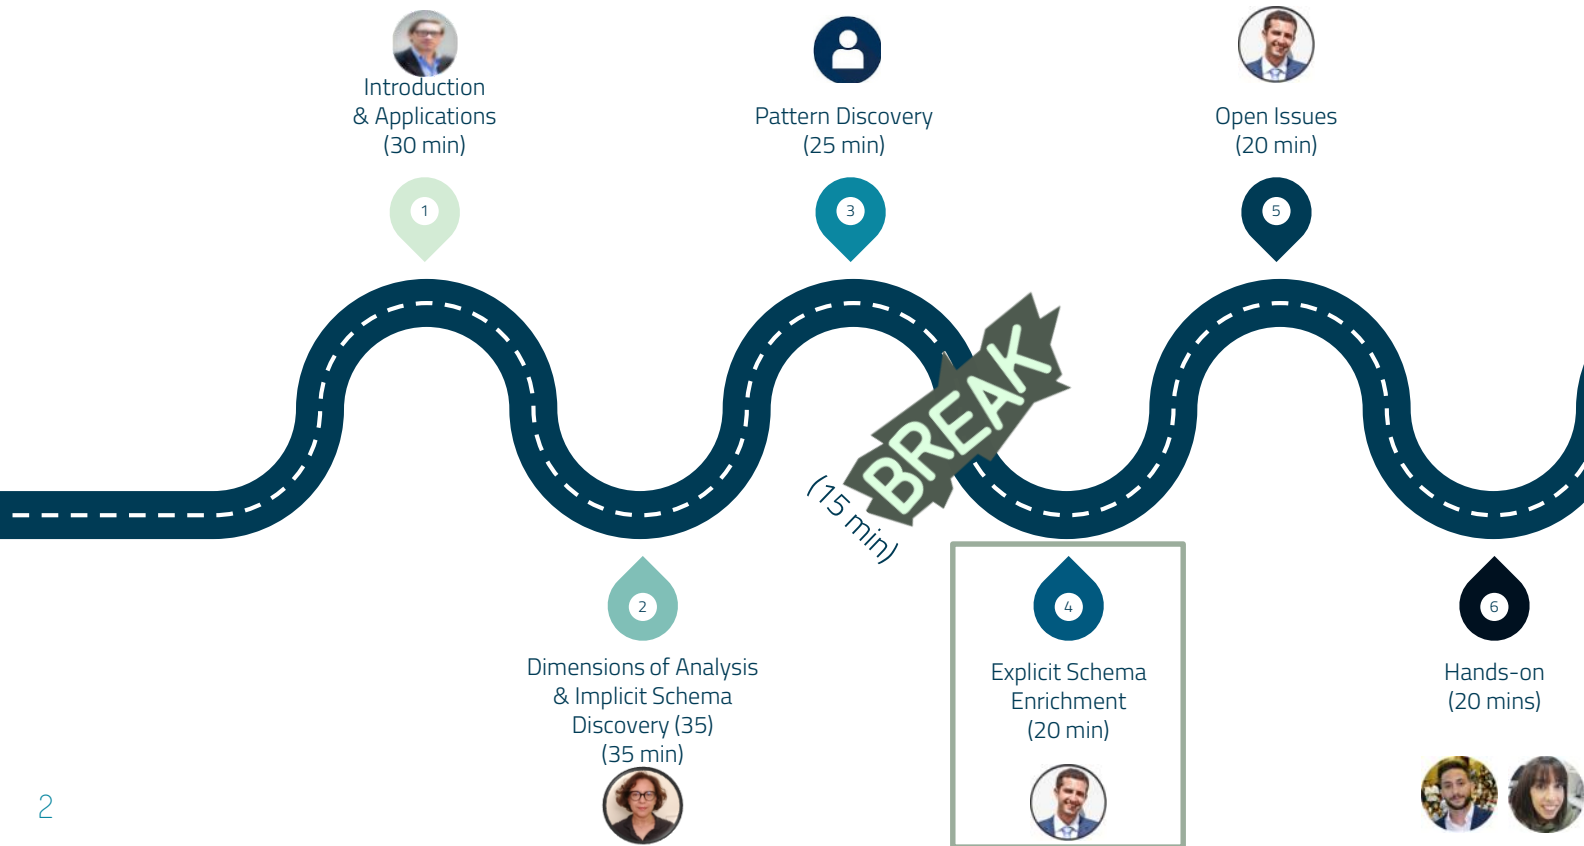 Introduction
& Applications
(30 min)
1
Pattern Discovery
(25 min)
3
Open Issues
(20 min)
5
BREAK
(15 min)
2
Dimensions of Analysis
& Implicit Schema
Discovery (35)
(35 min)
4
Explicit Schema
Enrichment
(20 min)
6
Hands-on
(20 mins)
2